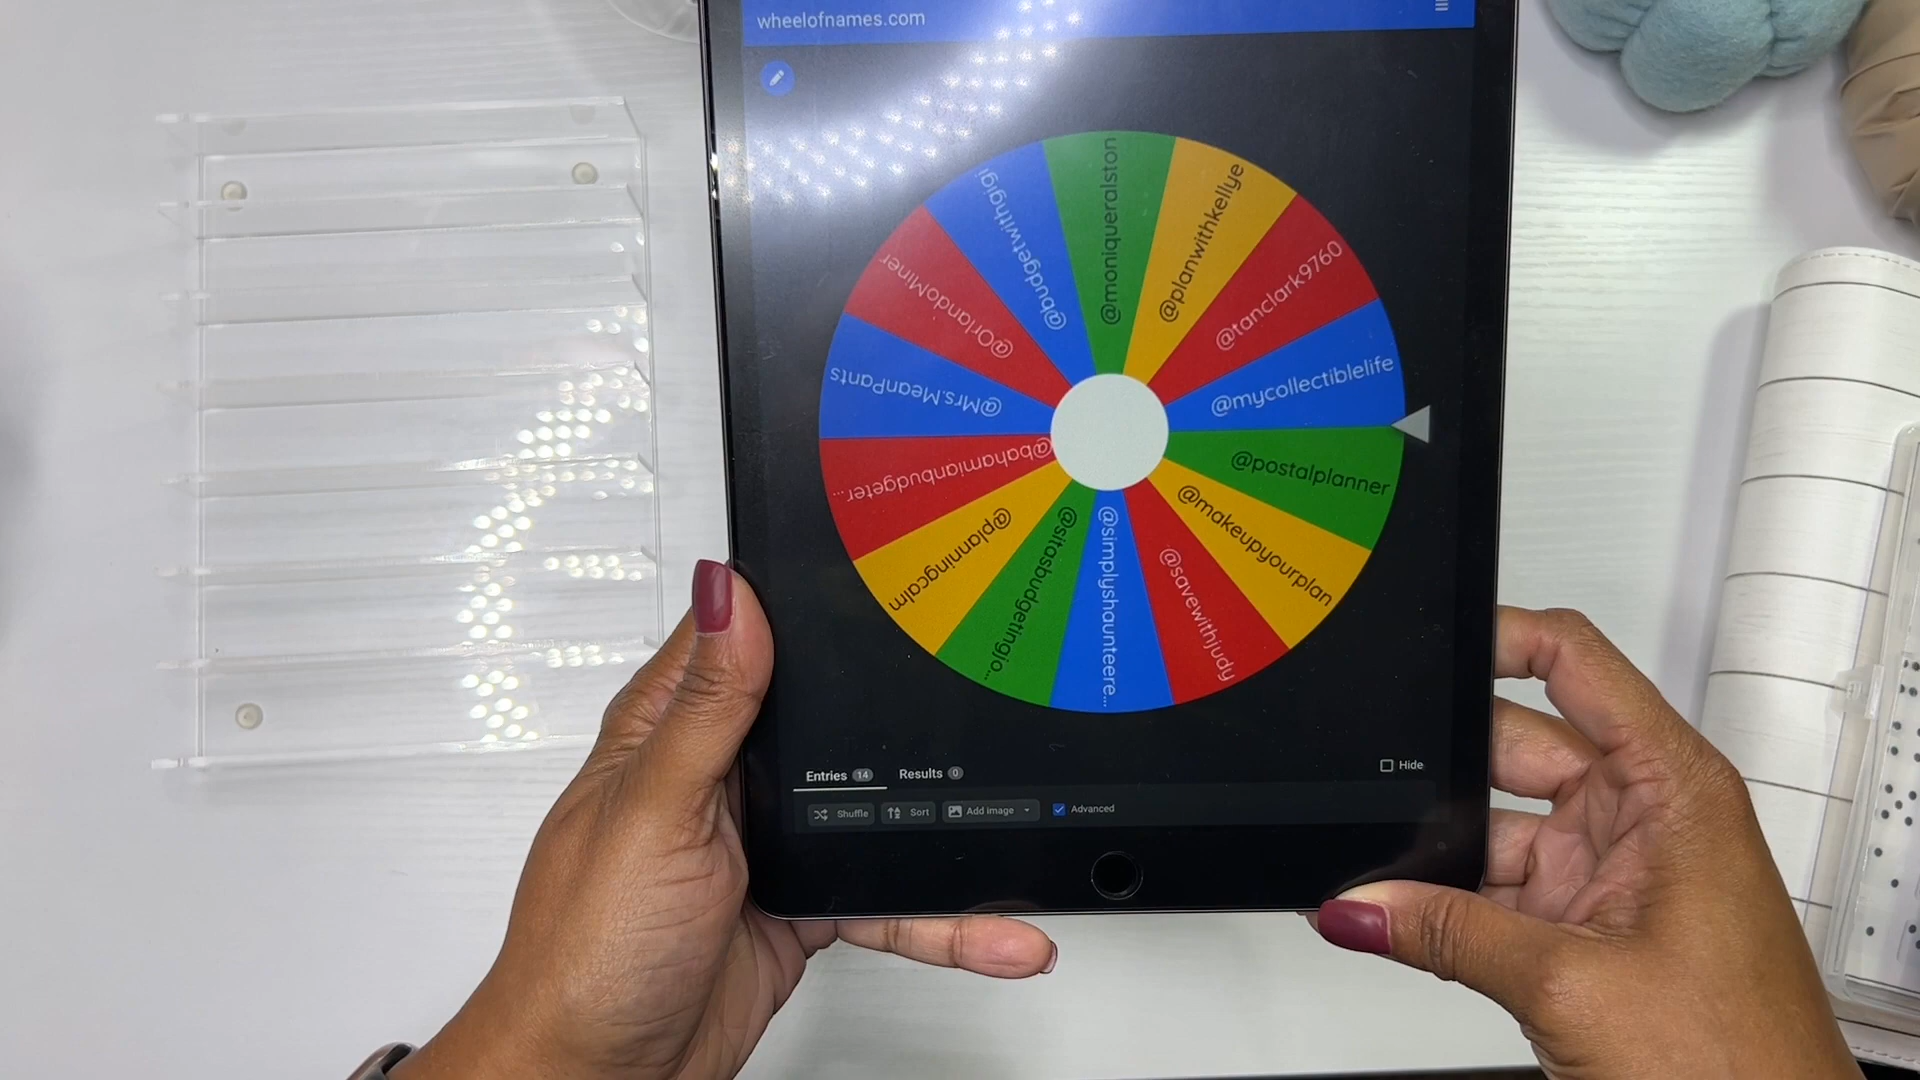 wheelofnames.com
@moniqueralston
@planwithkellye
@tanclark9760
@mycollectiblelife
@postalplanner
@makeupyourplan
@savewithjudy
@simplyshaunteere...
@sitasbudgetingjo...
@planningcalm
@bahamianbudgeter...
@Mrs.MeanPants
@OrlandoMiner
@budgetwithgigi
Entries 14 Results 0 Hide
Shuffle Sort Add image Advanced